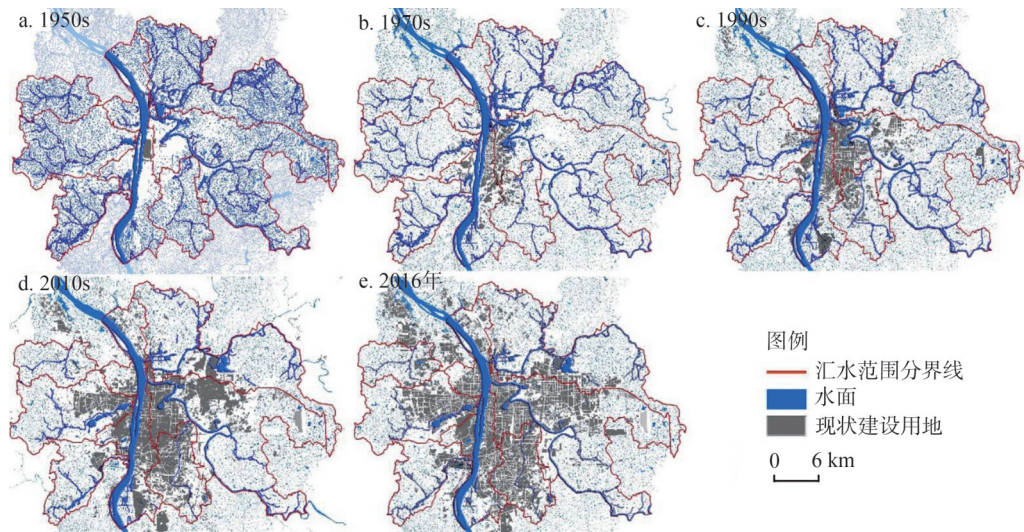 a. 1950s
b. 1970s
c. 1990s
d. 2010s
e. 2016年
图例
汇水范围分界线
水面
现状建设用地
0 6 km